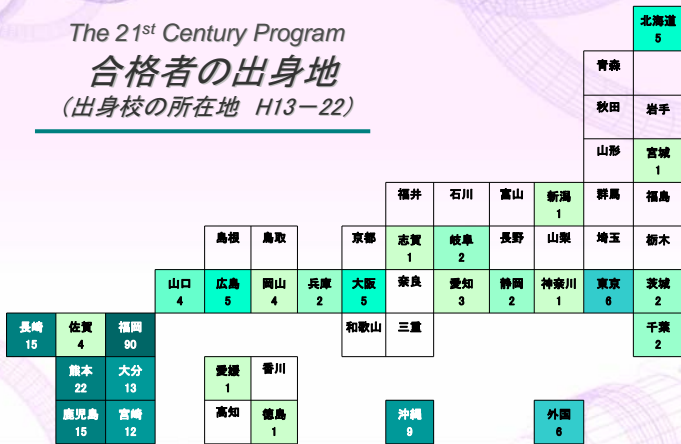 The 21st Century Program
合格者の出身地
（出身校の所在地 H13－22）
北海道
5
青森
秋田 岩手
山形 宮城
1
福井 石川 富山 新潟 群馬 福島
1
島根 鳥取 京都 志賀 岐阜 長野 山梨 埼玉 栃木
1 2
山口 広島 岡山 兵庫 大阪 奈良 愛知 静岡 神奈川 東京 茨城
4 5 4 2 5 3 2 1 6 2
長崎 佐賀 福岡 和歌山 三重 千葉
15 4 90 2
熊本 大分 愛媛 香川
22 13 1
鹿児島 宮崎 高知 徳島 沖縄 外国
15 12 1 9 6